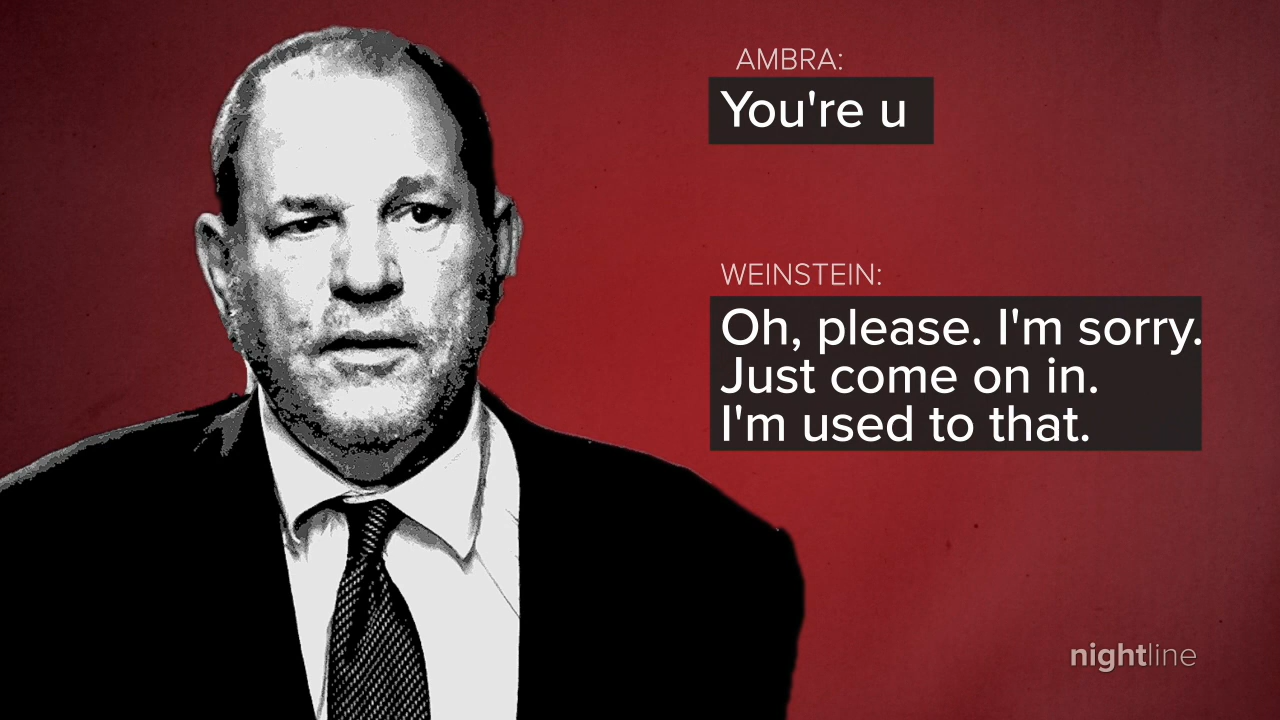 AMBRA:
You're u
WEINSTEIN:
Oh, please. I'm sorry.
Just come on in.
I'm used to that.
nightline